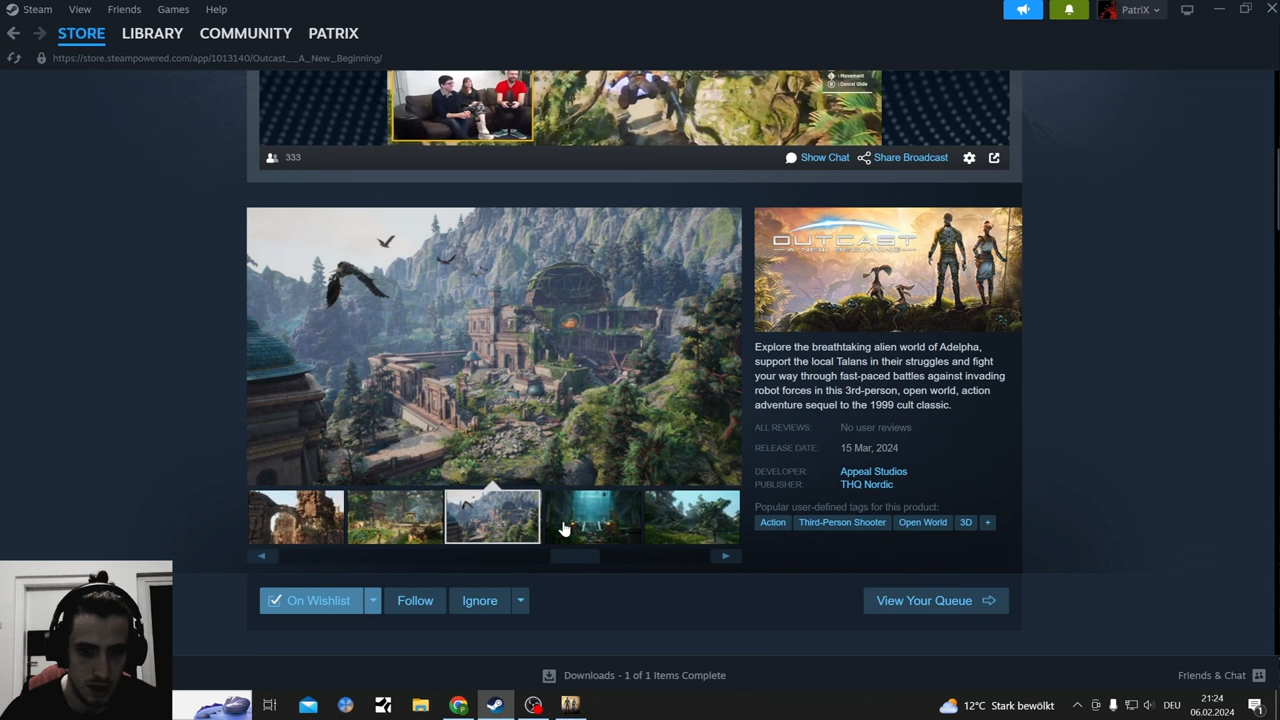 Steam View Friends Games Help
PatriX
STORE LIBRARY COMMUNITY PATRIX
https://store.steampowered.com/app/1013140/Outcast__A_New_Beginning/
: Movement
: Cancel Glide
333
Show Chat
Share Broadcast
OUTCAST
A NEW BEGINNING
Explore the breathtaking alien world of Adelpha,
support the local Talans in their struggles and fight
your way through fast-paced battles against invading
robot forces in this 3rd-person, open world, action
adventure sequel to the 1999 cult classic.
ALL REVIEWS: No user reviews
RELEASE DATE: 15 Mar, 2024
DEVELOPER: Appeal Studios
PUBLISHER: THQ Nordic
Popular user-defined tags for this product:
Action Third-Person Shooter Open World 3D +
On Wishlist
Follow
Ignore
View Your Queue
Downloads - 1 of 1 Items Complete
Friends & Chat
12°C Stark bewölkt
DEU
21:24
06.02.2024